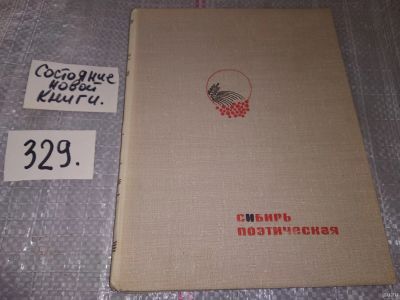 Состояние
новой
книги.
329.
сибирь
поэтическая